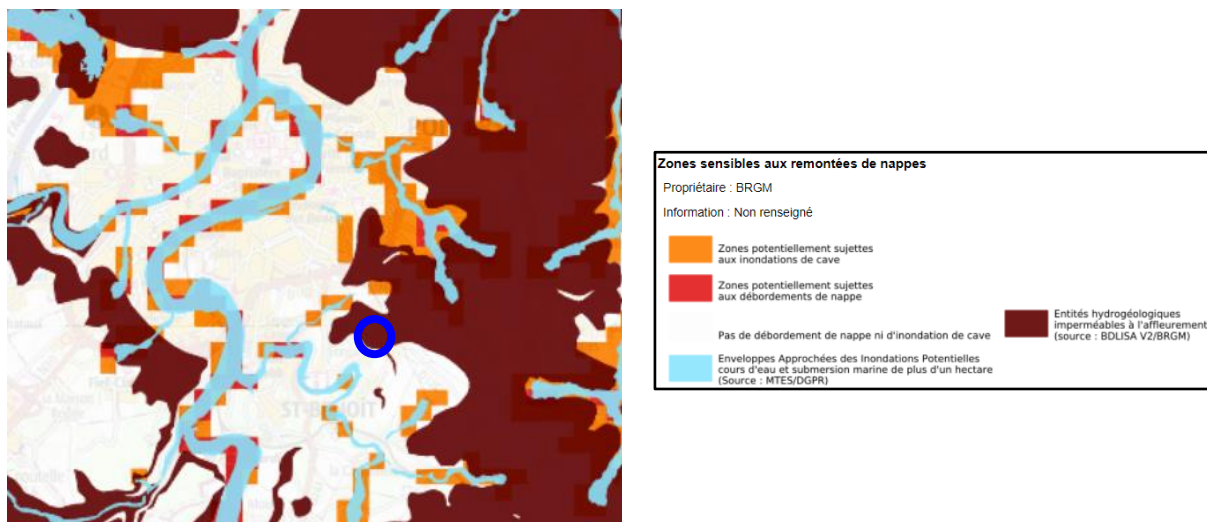 POI
ST-BENOÎT
Zones sensibles aux remontées de nappes
Propriétaire : BRGM
Information : Non renseigné
Zones potentiellement sujettes
aux inondations de cave
Zones potentiellement sujettes
aux débordements de nappe
Pas de débordement de nappe ni d'inondation de cave
Enveloppes Approchées des Inondations Potentielles
cours d'eau et submersion marine de plus d'un hectare
(Source : MTES/DGPR)
Entités hydrogéologiques
imperméables à l'affleurement
(source : BDLISA V2/BRGM)